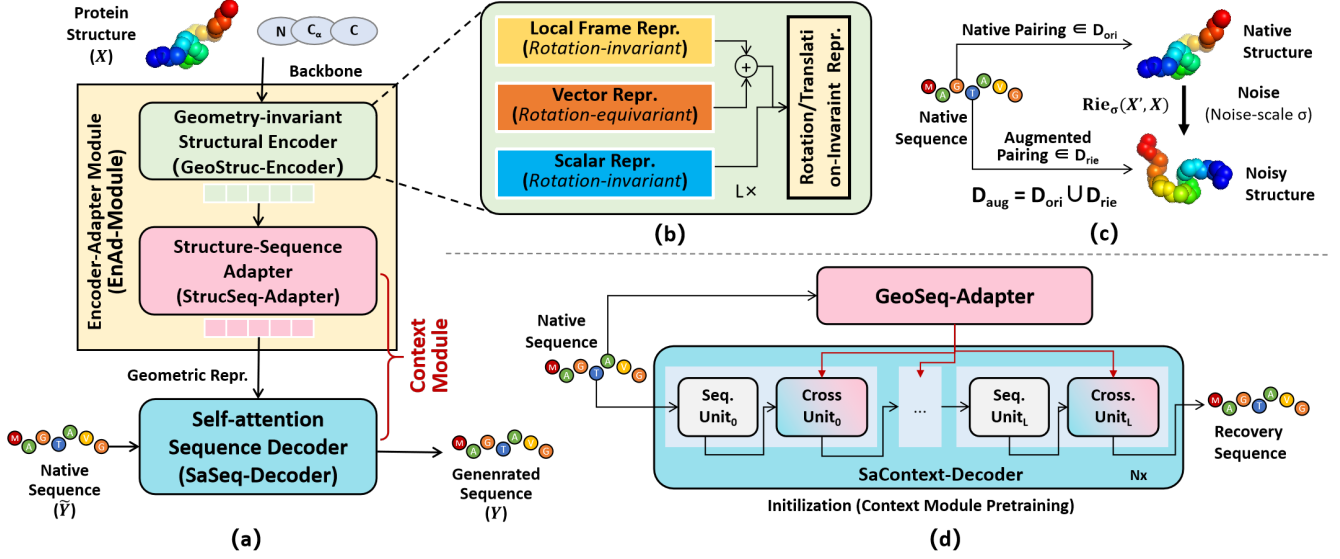 Protein
Structure
(X)
N
Cα
C
Backbone
Encoder-Adapter Module
(EnAd-Module)
Geometry-invariant
Structural Encoder
(GeoStruc-Encoder)
Structure-Sequence
Adapter
(StrucSeq-Adapter)
Context
Module
Geometric Repr.
Self-attention
Sequence Decoder
(SaSeq-Decoder)
M A G T A V G
Native
Sequence
(Ỹ)
M A G T A V G
Genenrated
Sequence
(Y)
(a)
Local Frame Repr.
(Rotation-invariant)
Vector Repr.
(Rotation-equivariant)
Scalar Repr.
(Rotation-invariant)
+
L×
Rotation/Translati
on-Invaraint Repr.
(b)
Native Pairing ∈ Dori
Native
Structure
M A G T A V G
Native
Sequence
Rieσ(X′, X)
Noise
(Noise-scale σ)
Augmented
Pairing ∈ Drie
Noisy
Structure
Daug = Dori ∪ Drie
(c)
GeoSeq-Adapter
Native
Sequence
M A G T A V G
Seq.
Unit0
Cross
Unit0
...
Seq.
UnitL
Cross.
UnitL
SaContext-Decoder
Nx
M A G T A V G
Recovery
Sequence
Initilization (Context Module Pretraining)
(d)